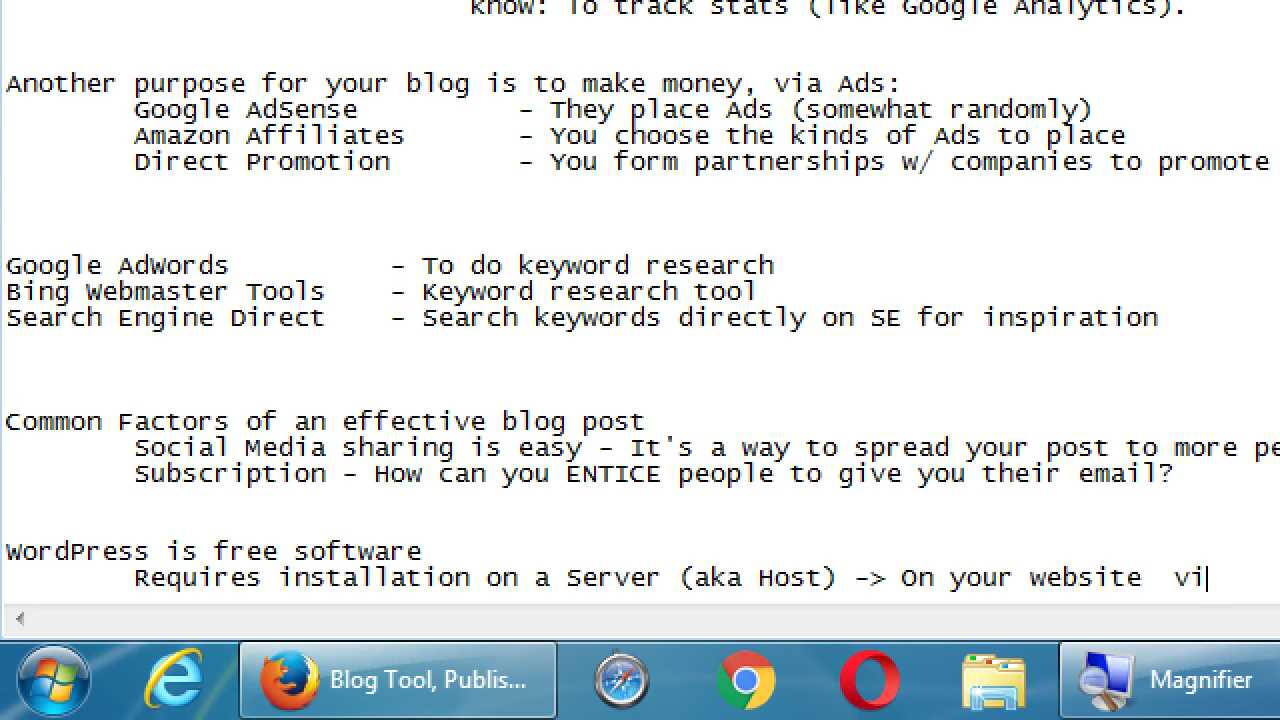 know: To track stats (like Google Analytics).
Another purpose for your blog is to make money, via Ads:
Google AdSense - They place Ads (somewhat randomly)
Amazon Affiliates - You choose the kinds of Ads to place
Direct Promotion - You form partnerships w/ companies to promote
Google AdWords - To do keyword research
Bing Webmaster Tools - Keyword research tool
Search Engine Direct - Search keywords directly on SE for inspiration
Common Factors of an effective blog post
Social Media sharing is easy - It's a way to spread your post to more pe
Subscription - How can you ENTICE people to give you their email?
WordPress is free software
Requires installation on a Server (aka Host) -> On your website vi
Blog Tool, Publis... Magnifier